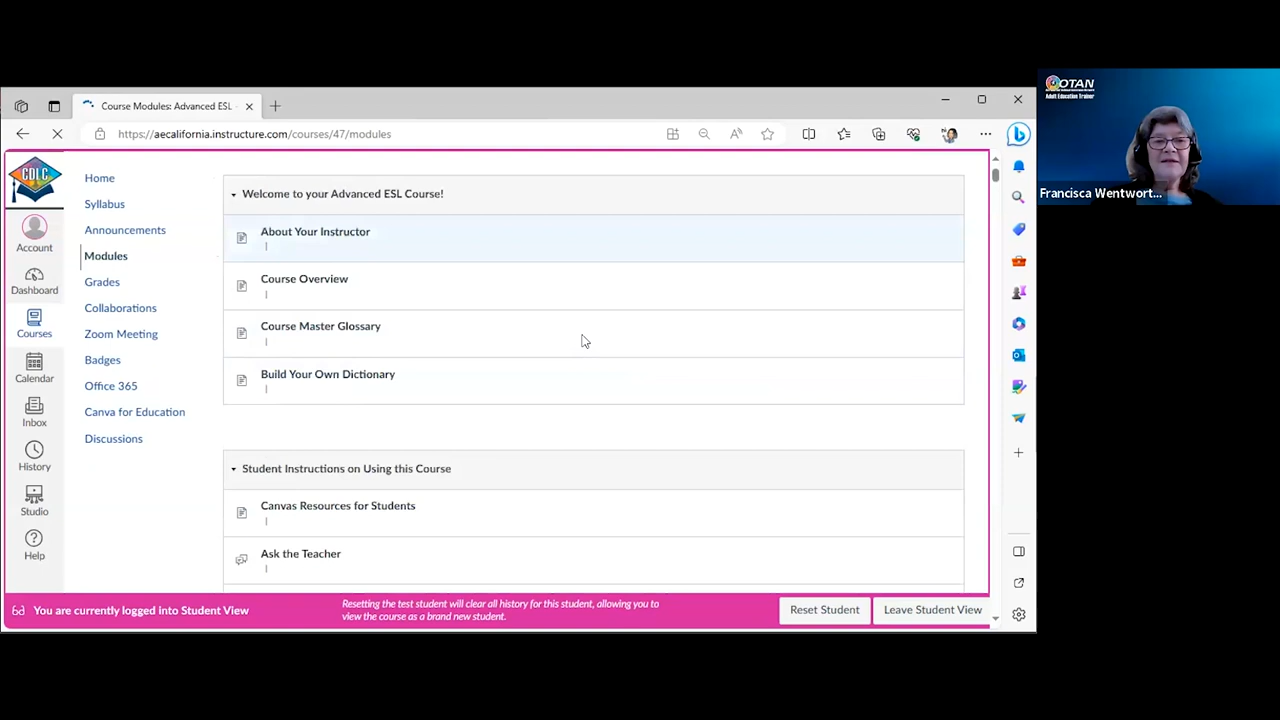 Course Modules: Advanced ESL
https://aecalifornia.instructure.com/courses/47/modules
CDLC
Account
Dashboard
Courses
Calendar
Inbox
History
Studio
Help
Home
Syllabus
Announcements
Modules
Grades
Collaborations
Zoom Meeting
Badges
Office 365
Canva for Education
Discussions
Welcome to your Advanced ESL Course!
About Your Instructor
Course Overview
Course Master Glossary
Build Your Own Dictionary
Student Instructions on Using this Course
Canvas Resources for Students
Ask the Teacher
You are currently logged into Student View
Resetting the test student will clear all history for this student, allowing you to
view the course as a brand new student.
Reset Student
Leave Student View
OTAN
Adult Education Trainer
Francisca Wentwort...